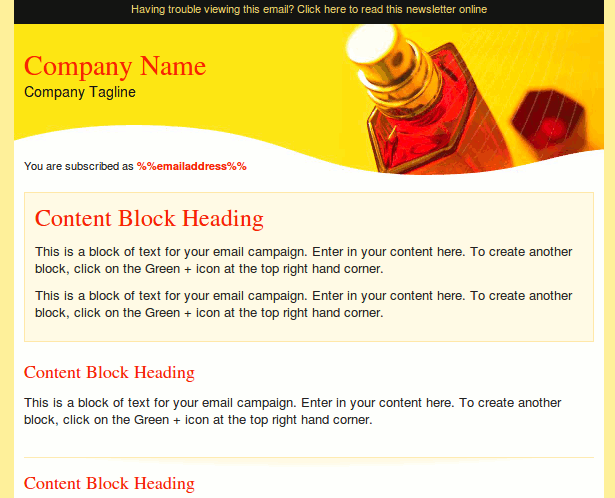 Having trouble viewing this email? Click here to read this newsletter online
Company Name
Company Tagline
You are subscribed as %%emailaddress%%
Content Block Heading
This is a block of text for your email campaign. Enter in your content here. To create another
block, click on the Green + icon at the top right hand corner.
This is a block of text for your email campaign. Enter in your content here. To create another
block, click on the Green + icon at the top right hand corner.
Content Block Heading
This is a block of text for your email campaign. Enter in your content here. To create another
block, click on the Green + icon at the top right hand corner.
Content Block Heading